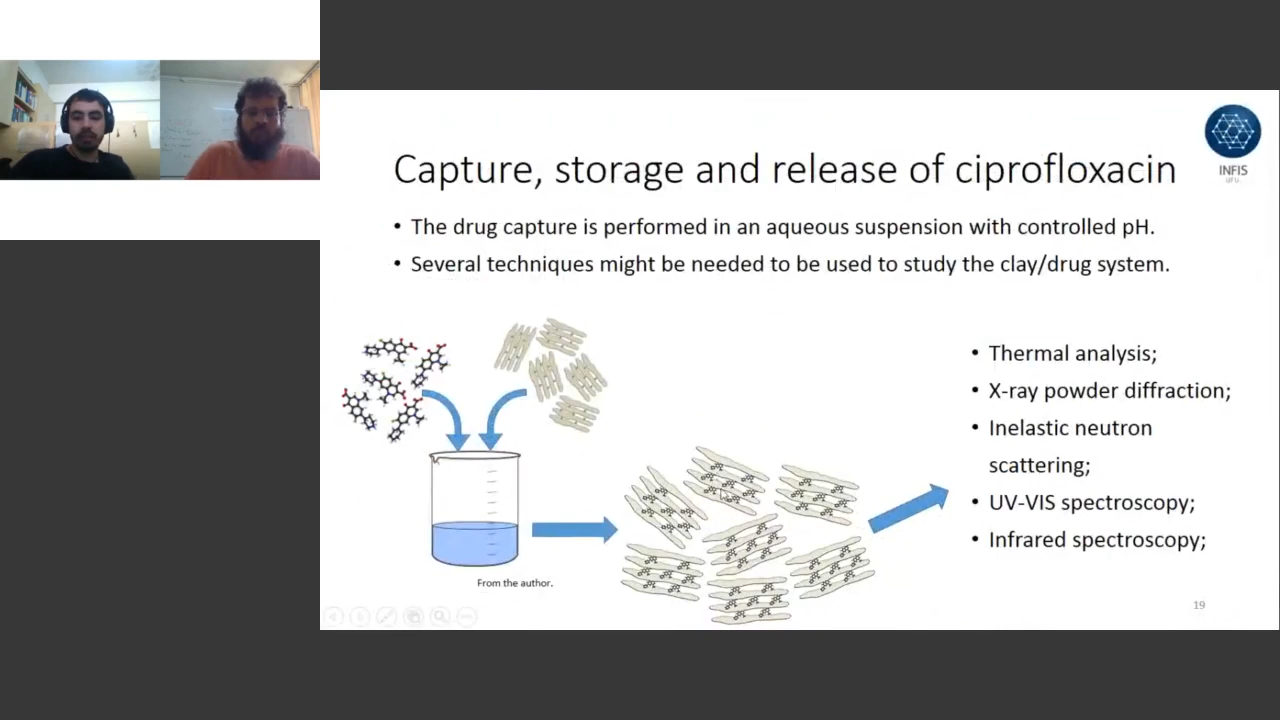 INFIS
UFU
Capture, storage and release of ciprofloxacin
• The drug capture is performed in an aqueous suspension with controlled pH.
• Several techniques might be needed to be used to study the clay/drug system.
• Thermal analysis;
• X-ray powder diffraction;
• Inelastic neutron
scattering;
• UV-VIS spectroscopy;
• Infrared spectroscopy;
From the author.
19